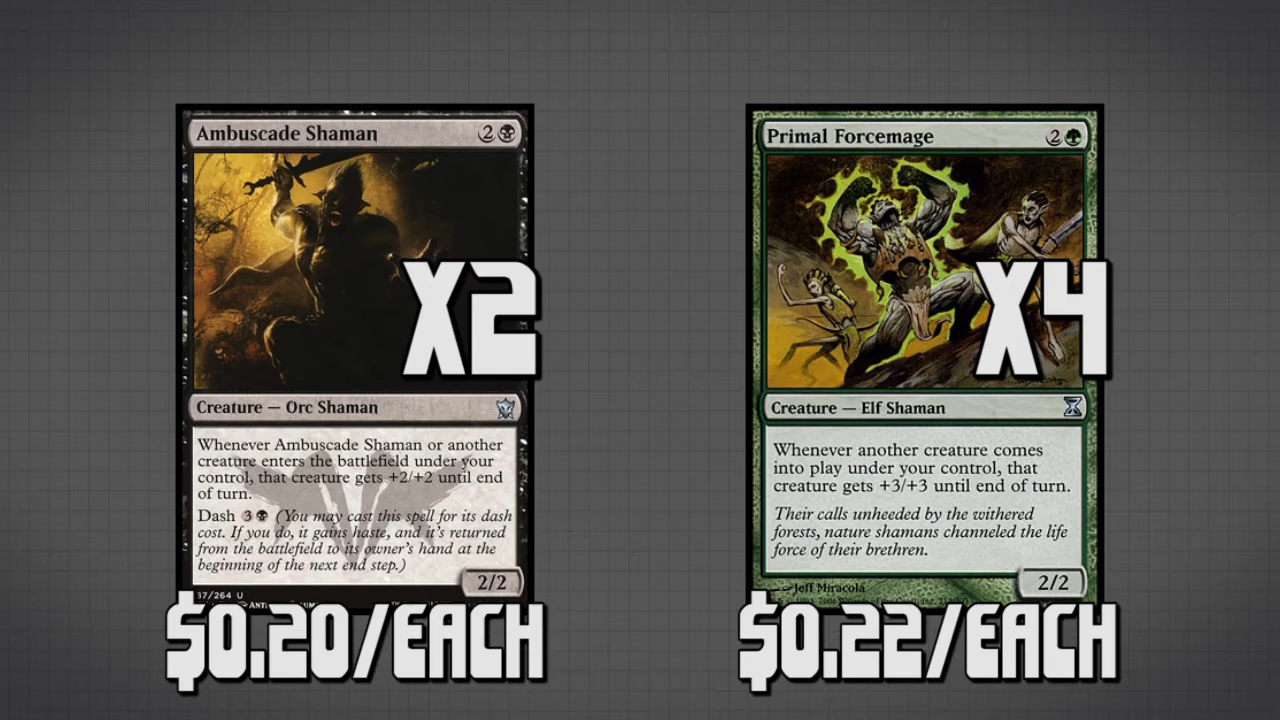 Ambuscade Shaman 2
X2
Creature — Orc Shaman
Whenever Ambuscade Shaman or another
creature enters the battlefield under your
control, that creature gets +2/+2 until end
of turn.
Dash 3 (You may cast this spell for its dash
cost. If you do, it gains haste, and it's returned
from the battlefield to its owner's hand at the
beginning of the next end step.)
2/2
37/264 U
$0.20/EACH
Primal Forcemage 2
X4
Creature — Elf Shaman
Whenever another creature comes
into play under your control, that
creature gets +3/+3 until end of turn.
Their calls unheeded by the withered
forests, nature shamans channeled the life
force of their brethren.
2/2
Jeff Miracola
$0.22/EACH